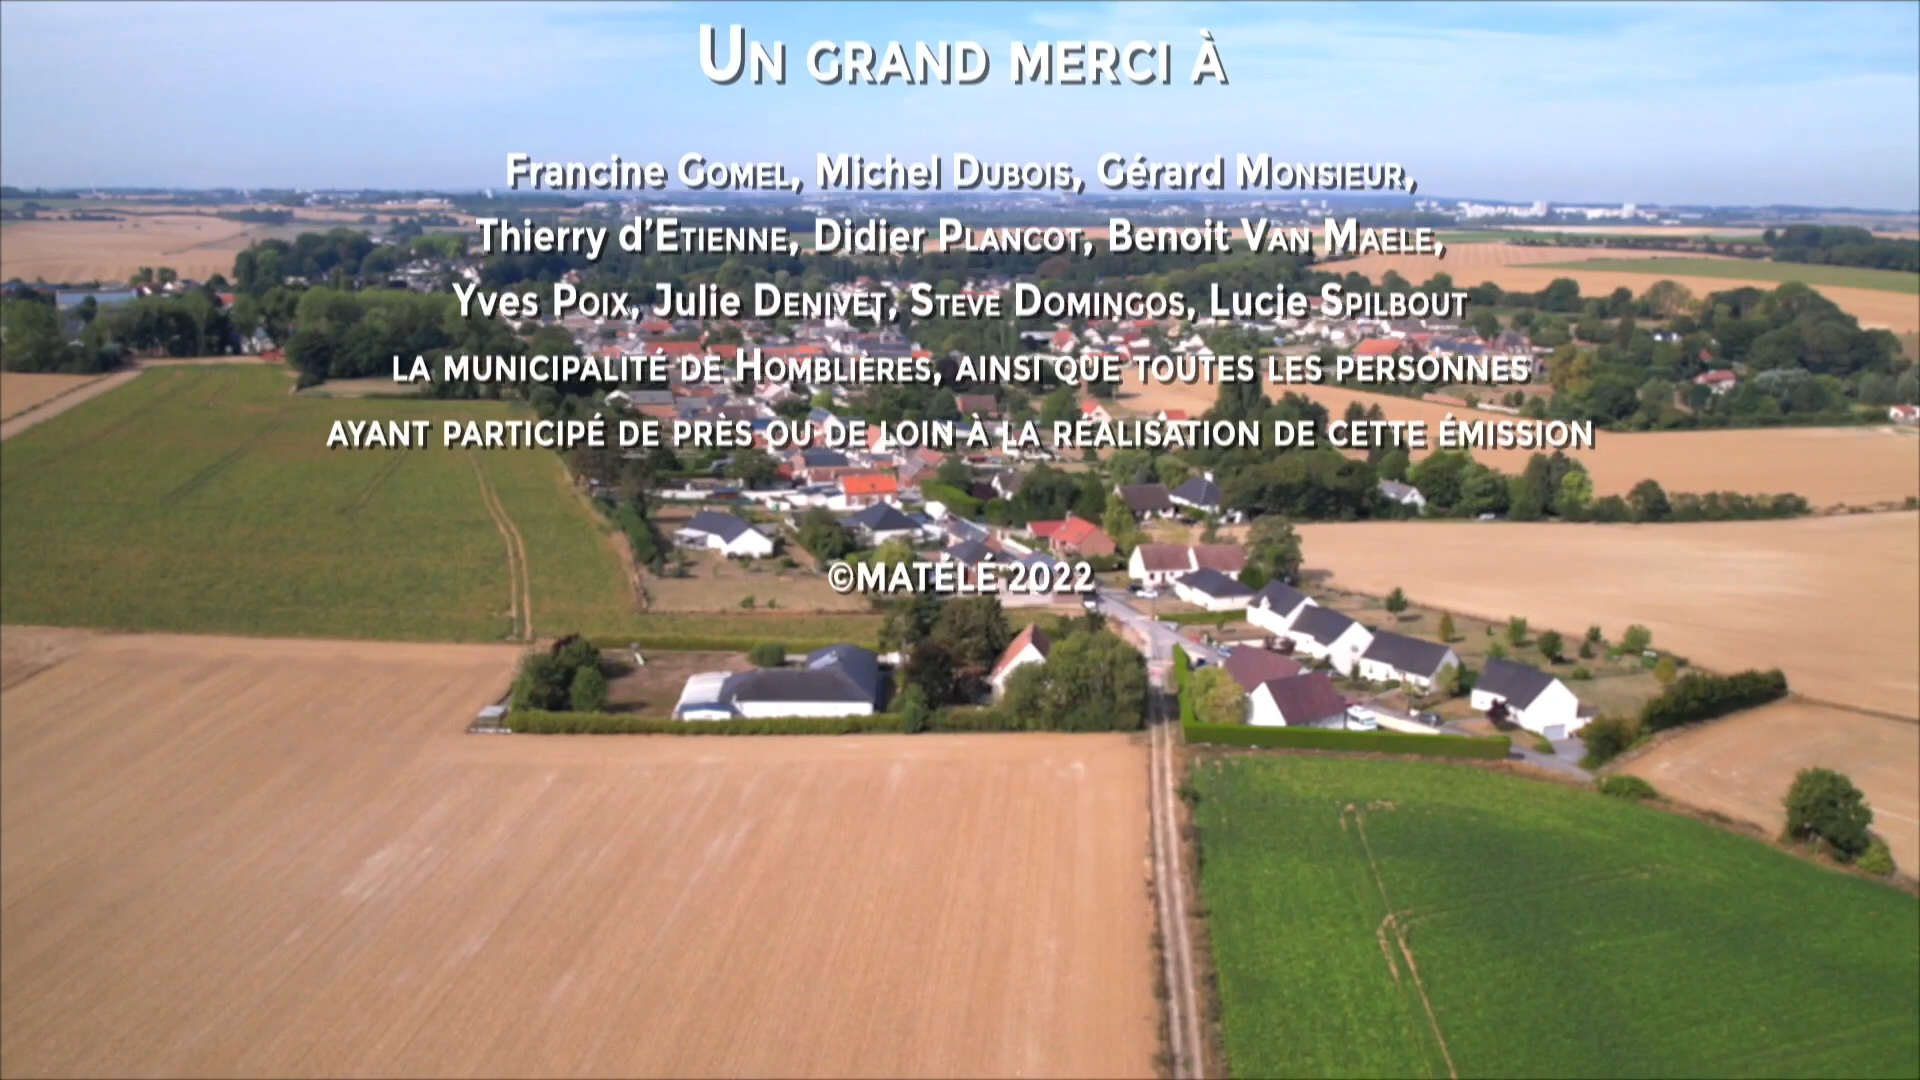 Un grand merci à
Francine Gomel, Michel Dubois, Gérard Monsieur,
Thierry d'Etienne, Didier Plancot, Benoit Van Maele,
Yves Poix, Julie Denivet, Steve Domingos, Lucie Spilbout
la municipalité de Homblières, ainsi que toutes les personnes
ayant participé de près ou de loin à la réalisation de cette émission
©MATÉLÉ 2022